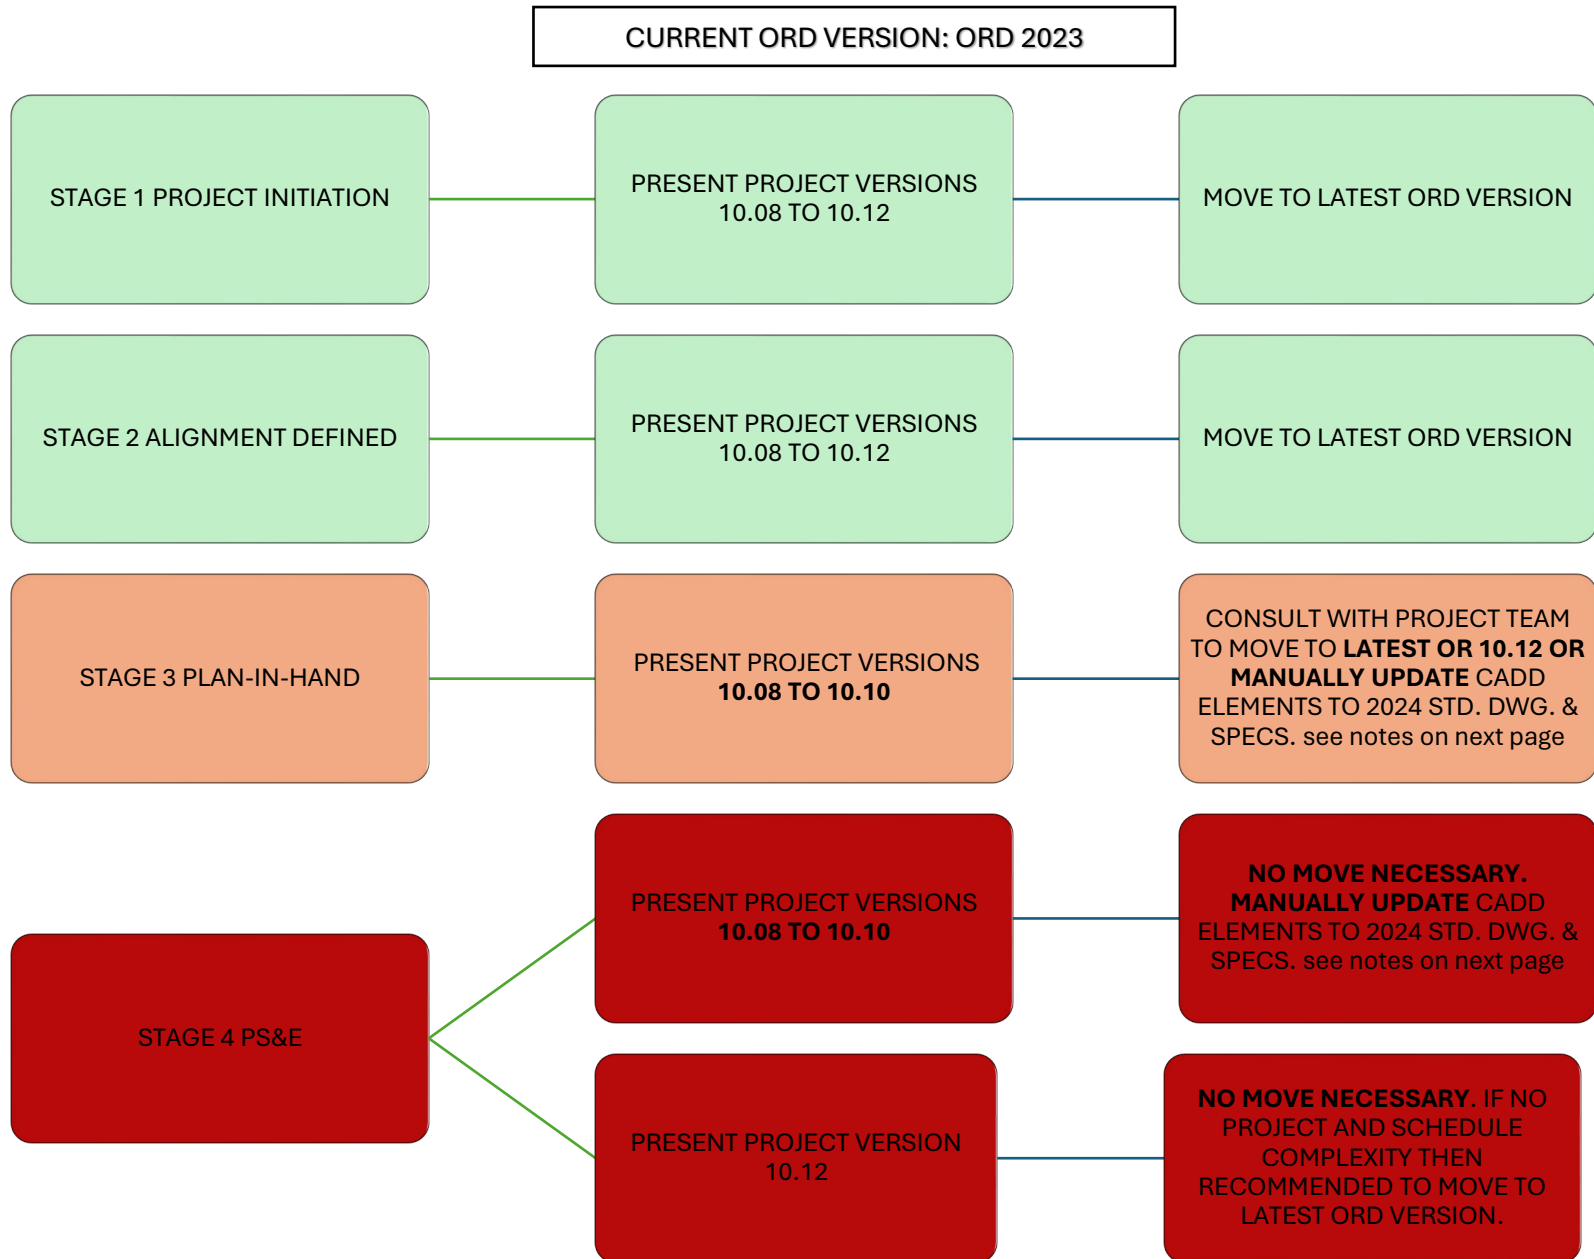 CURRENT ORD VERSION: ORD 2023
STAGE 1 PROJECT INITIATION
PRESENT PROJECT VERSIONS
10.08 TO 10.12
MOVE TO LATEST ORD VERSION
STAGE 2 ALIGNMENT DEFINED
PRESENT PROJECT VERSIONS
10.08 TO 10.12
MOVE TO LATEST ORD VERSION
STAGE 3 PLAN-IN-HAND
PRESENT PROJECT VERSIONS
10.08 TO 10.10
CONSULT WITH PROJECT TEAM
TO MOVE TO LATEST OR 10.12 OR
MANUALLY UPDATE CADD
ELEMENTS TO 2024 STD. DWG. &
SPECS. see notes on next page
STAGE 4 PS&E
PRESENT PROJECT VERSIONS
10.08 TO 10.10
NO MOVE NECESSARY.
MANUALLY UPDATE CADD
ELEMENTS TO 2024 STD. DWG. &
SPECS. see notes on next page
PRESENT PROJECT VERSION
10.12
NO MOVE NECESSARY. IF NO
PROJECT AND SCHEDULE
COMPLEXITY THEN
RECOMMENDED TO MOVE TO
LATEST ORD VERSION.